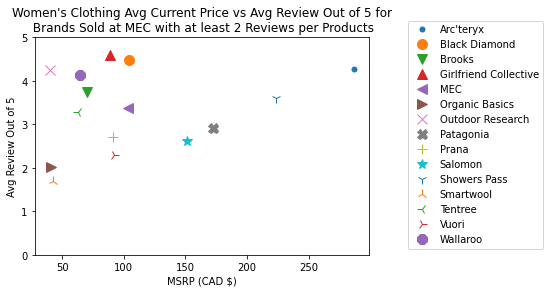 Women's Clothing Avg Current Price vs Avg Review Out of 5 for
Brands Sold at MEC with at least 2 Reviews per Products
Avg Review Out of 5
5
4
3
2
1
0
50
100
150
200
250
MSRP (CAD $)
Arc'teryx
Black Diamond
Brooks
Girlfriend Collective
MEC
Organic Basics
Outdoor Research
Patagonia
Prana
Salomon
Showers Pass
Smartwool
Tentree
Vuori
Wallaroo